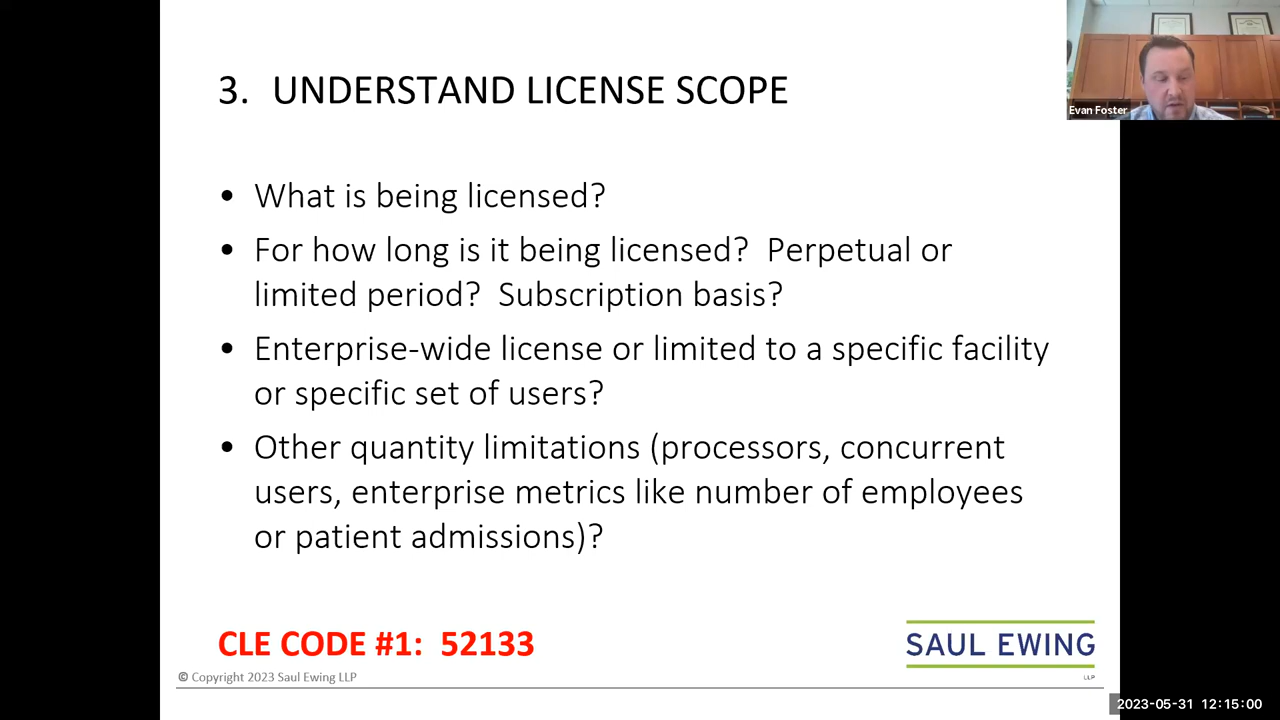 3. UNDERSTAND LICENSE SCOPE
Evan Foster
• What is being licensed?
• For how long is it being licensed? Perpetual or
limited period? Subscription basis?
• Enterprise-wide license or limited to a specific facility
or specific set of users?
• Other quantity limitations (processors, concurrent
users, enterprise metrics like number of employees
or patient admissions)?
CLE CODE #1: 52133
SAUL EWING
LLP
© Copyright 2023 Saul Ewing LLP
2023-05-31 12:15:00